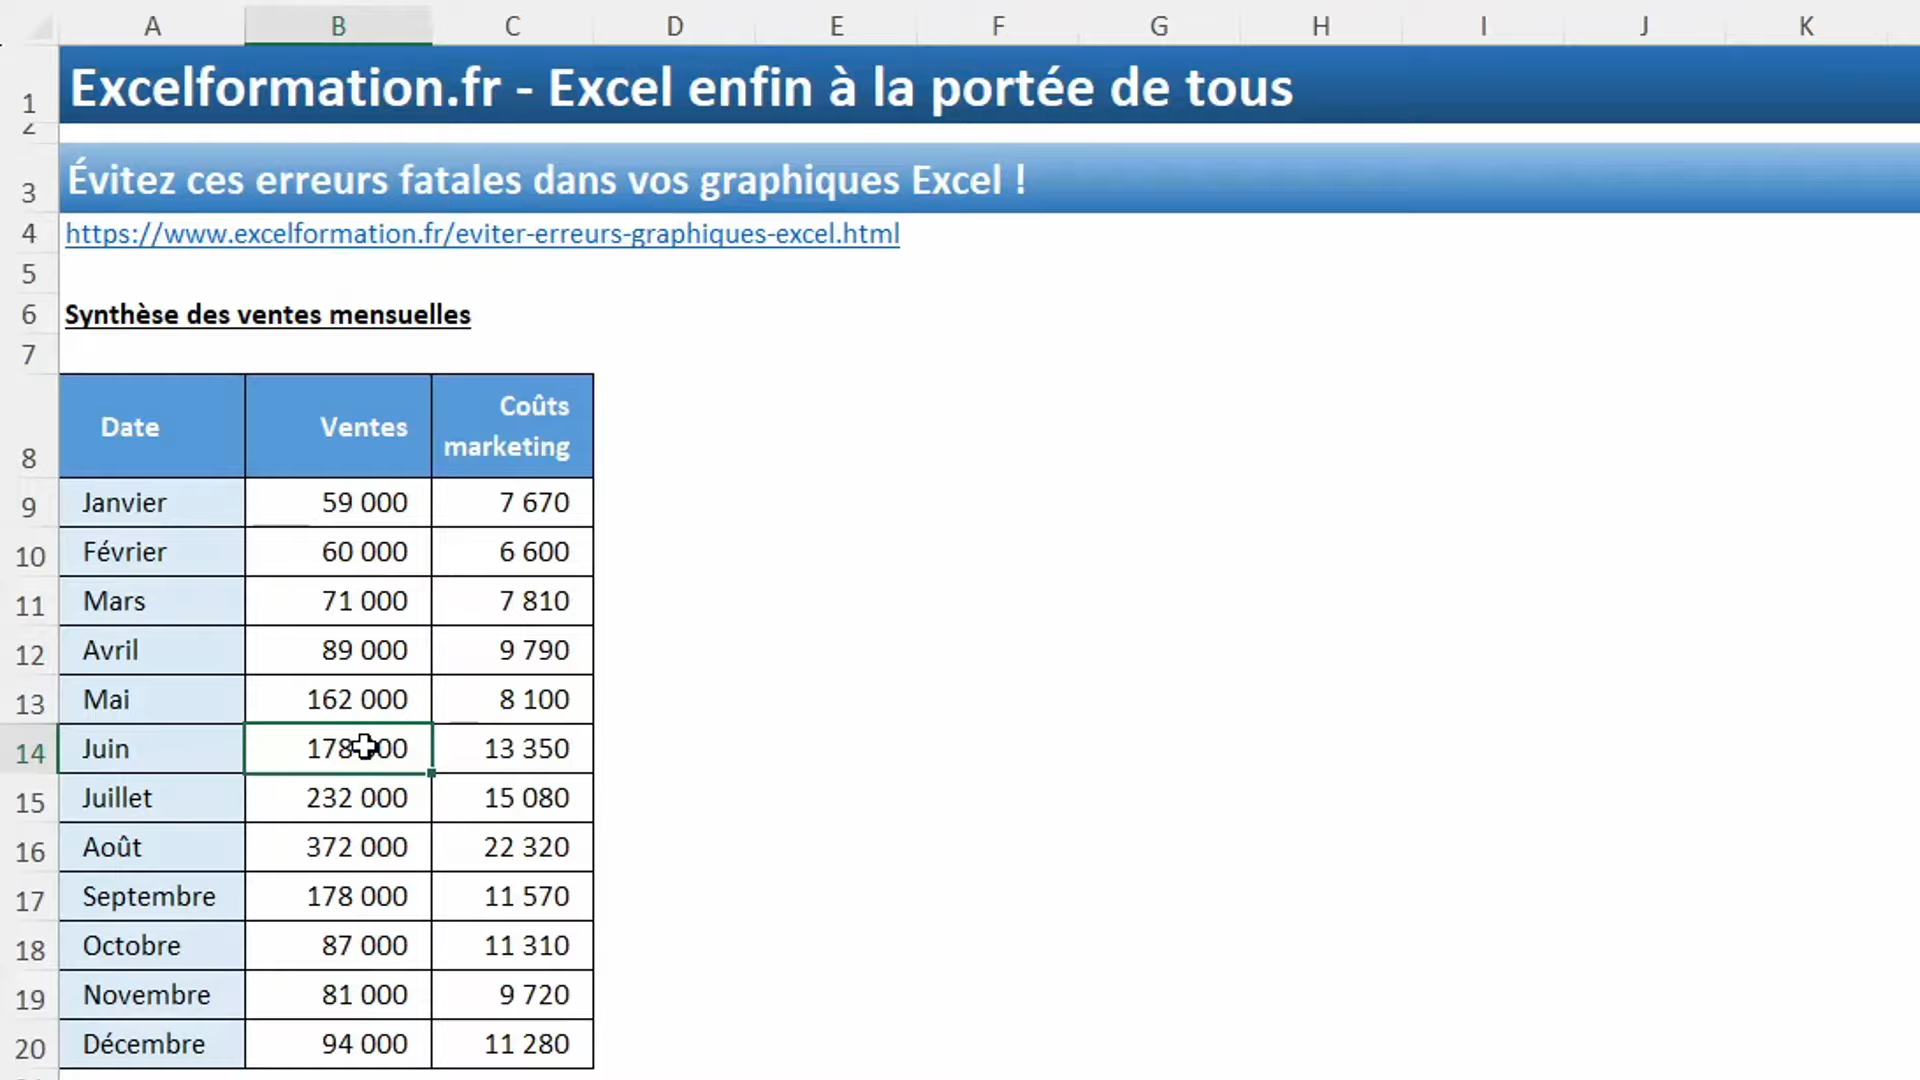 A B C D E F G H I J K
1 Excelformation.fr - Excel enfin à la portée de tous
2
3 Évitez ces erreurs fatales dans vos graphiques Excel !
4 https://www.excelformation.fr/eviter-erreurs-graphiques-excel.html
5
6 Synthèse des ventes mensuelles
7
8 Date Ventes Coûts marketing
9 Janvier 59 000 7 670
10 Février 60 000 6 600
11 Mars 71 000 7 810
12 Avril 89 000 9 790
13 Mai 162 000 8 100
14 Juin 178 000 13 350
15 Juillet 232 000 15 080
16 Août 372 000 22 320
17 Septembre 178 000 11 570
18 Octobre 87 000 11 310
19 Novembre 81 000 9 720
20 Décembre 94 000 11 280